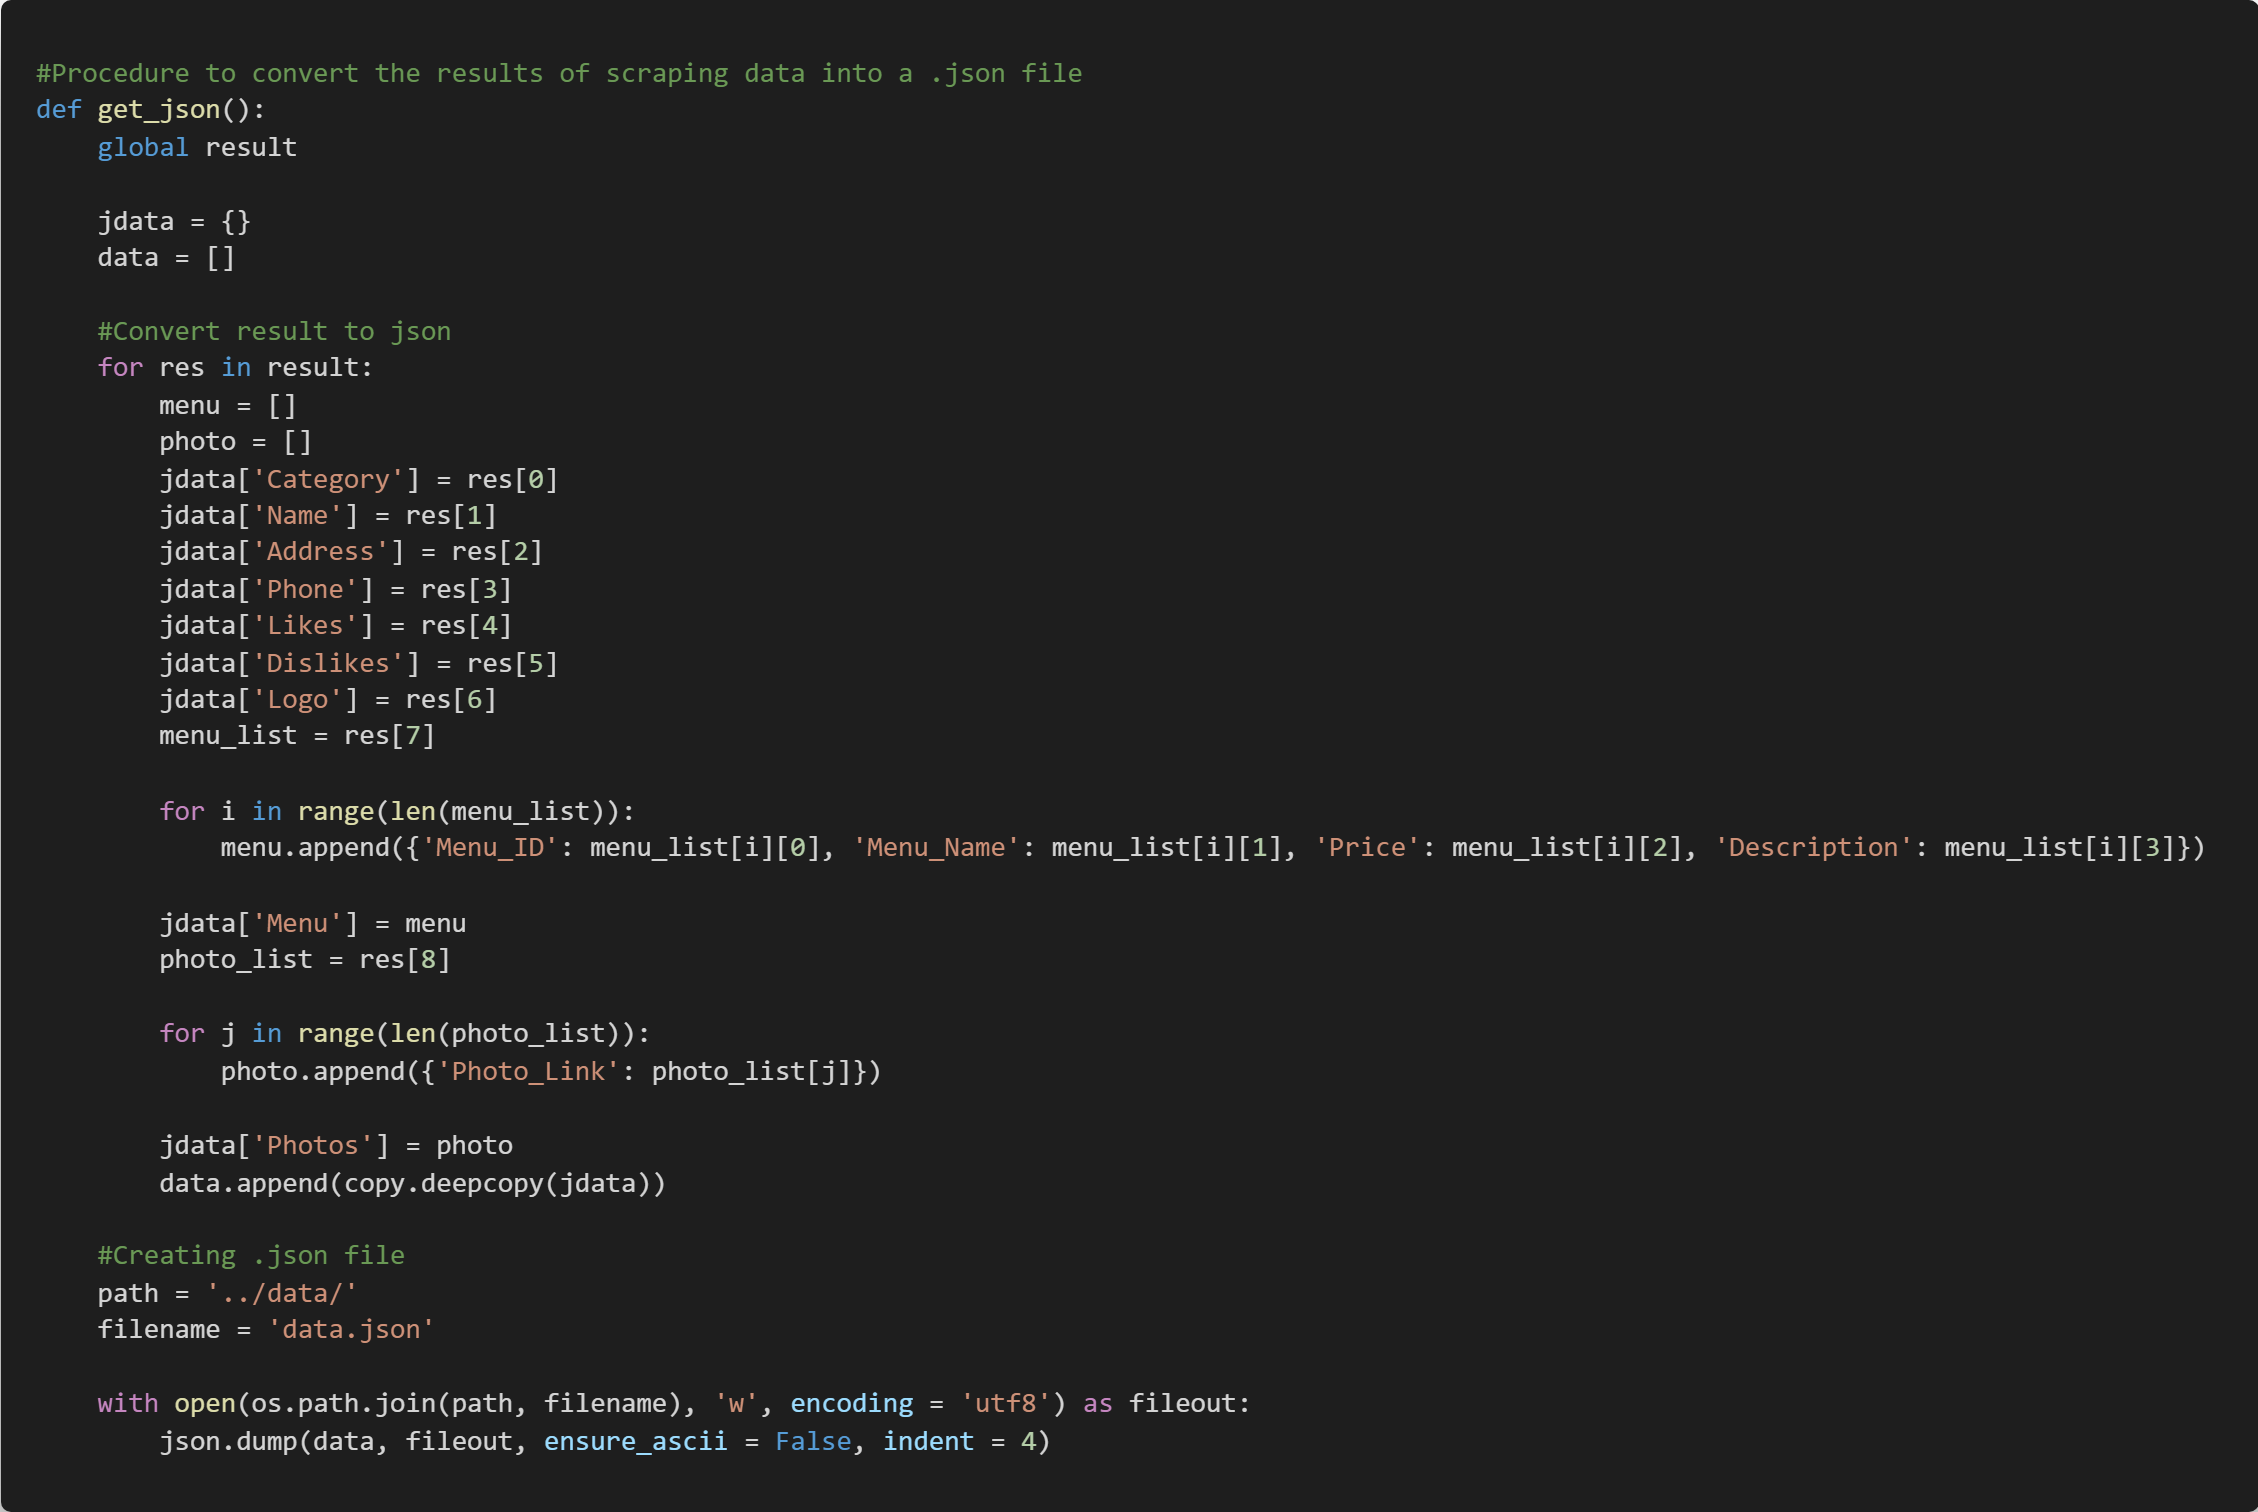 #Procedure to convert the results of scraping data into a .json file
def get_json():
    global result

    jdata = {}
    data = []

    #Convert result to json
    for res in result:
        menu = []
        photo = []
        jdata['Category'] = res[0]
        jdata['Name'] = res[1]
        jdata['Address'] = res[2]
        jdata['Phone'] = res[3]
        jdata['Likes'] = res[4]
        jdata['Dislikes'] = res[5]
        jdata['Logo'] = res[6]
        menu_list = res[7]

        for i in range(len(menu_list)):
            menu.append({'Menu_ID': menu_list[i][0], 'Menu_Name': menu_list[i][1], 'Price': menu_list[i][2], 'Description': menu_list[i][3]})

        jdata['Menu'] = menu
        photo_list = res[8]

        for j in range(len(photo_list)):
            photo.append({'Photo_Link': photo_list[j]})

        jdata['Photos'] = photo
        data.append(copy.deepcopy(jdata))

    #Creating .json file
    path = '../data/'
    filename = 'data.json'

    with open(os.path.join(path, filename), 'w', encoding = 'utf8') as fileout:
        json.dump(data, fileout, ensure_ascii = False, indent = 4)